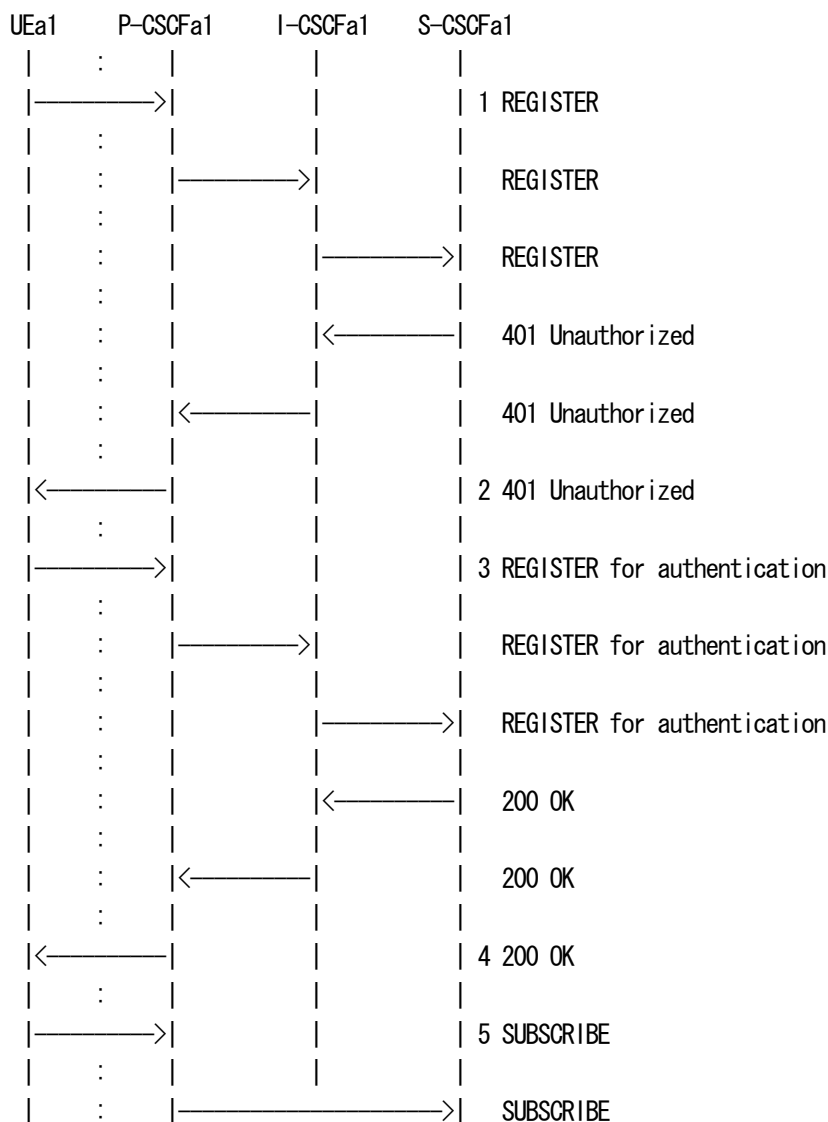 UEa1 P-CSCFa1 I-CSCFa1 S-CSCFa1
1 REGISTER
REGISTER
REGISTER
401 Unauthorized
401 Unauthorized
2 401 Unauthorized
3 REGISTER for authentication
REGISTER for authentication
REGISTER for authentication
200 OK
200 OK
4 200 OK
5 SUBSCRIBE
SUBSCRIBE